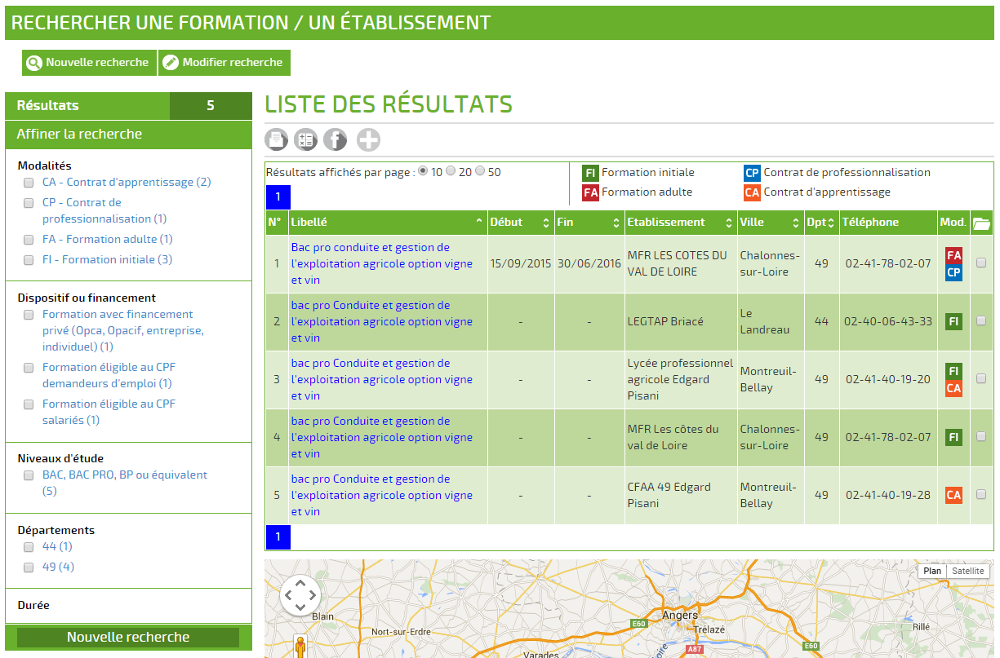 RECHERCHER UNE FORMATION / UN ÉTABLISSEMENT
Nouvelle recherche
Modifier recherche
Résultats 5
Affiner la recherche
Modalités
CA - Contrat d'apprentissage (2)
CP - Contrat de
professionnalisation (1)
FA - Formation adulte (1)
FI - Formation initiale (3)
Dispositif ou financement
Formation avec financement
privé (Opca, Opacif, entreprise,
individuel) (1)
Formation éligible au CPF
demandeurs d'emploi (1)
Formation éligible au CPF
salariés (1)
Niveaux d'étude
BAC, BAC PRO, BP ou équivalent
(5)
Départements
44 (1)
49 (4)
Durée
Nouvelle recherche
LISTE DES RÉSULTATS
Résultats affichés par page : 10 20 50
1
FI Formation initiale
CP Contrat de professionnalisation
FA Formation adulte
CA Contrat d'apprentissage
N° Libellé Début Fin Etablissement Ville Dpt Téléphone Mod.
1
Bac pro conduite et gestion de
l'exploitation agricole option vigne
et vin
15/09/2015
30/06/2016
MFR LES COTES DU
VAL DE LOIRE
Chalonnes-
sur-Loire
49
02-41-78-02-07
FA
CP
2
bac pro Conduite et gestion de
l'exploitation agricole option vigne
et vin
-
-
LEGTAP Briacé
Le
Landreau
44
02-40-06-43-33
FI
3
bac pro Conduite et gestion de
l'exploitation agricole option vigne
et vin
-
-
Lycée professionnel
agricole Edgard
Pisani
Montreuil-
Bellay
49
02-41-40-19-20
FI
CA
4
bac pro Conduite et gestion de
l'exploitation agricole option vigne
et vin
-
-
MFR Les côtes du
val de Loire
Chalonnes-
sur-Loire
49
02-41-78-02-07
FI
5
bac pro Conduite et gestion de
l'exploitation agricole option vigne
et vin
-
-
CFAA 49 Edgard
Pisani
Montreuil-
Bellay
49
02-41-40-19-28
CA
1
Plan Satellite
Blain
Angers
E60
Trélazé
Rillé
Nort-sur-Erdre
E60
A87
Varades
oire